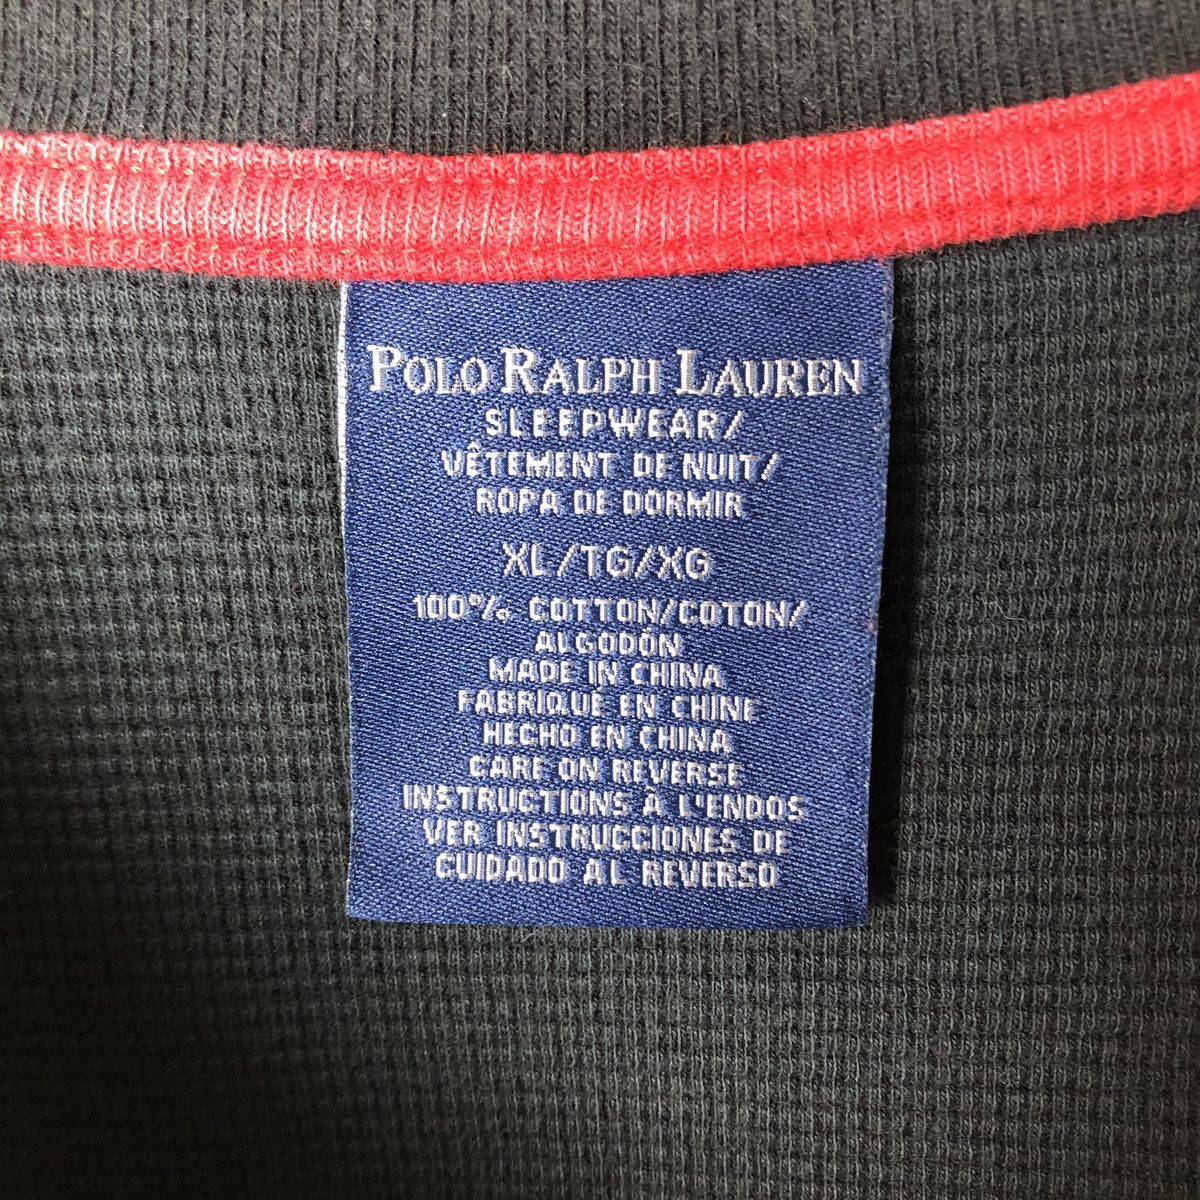 POLO RALPH LAUREN
SLEEPWEAR/
VÊTEMENT DE NUIT/
ROPA DE DORMIR
XL/TG/XG
100% COTTON/COTON/
ALGODÓN
MADE IN CHINA
FABRIQUÉ EN CHINE
HECHO EN CHINA
CARE ON REVERSE
INSTRUCTIONS À L'ENDOS
VER INSTRUCCIONES DE
CUIDADO AL REVERSO